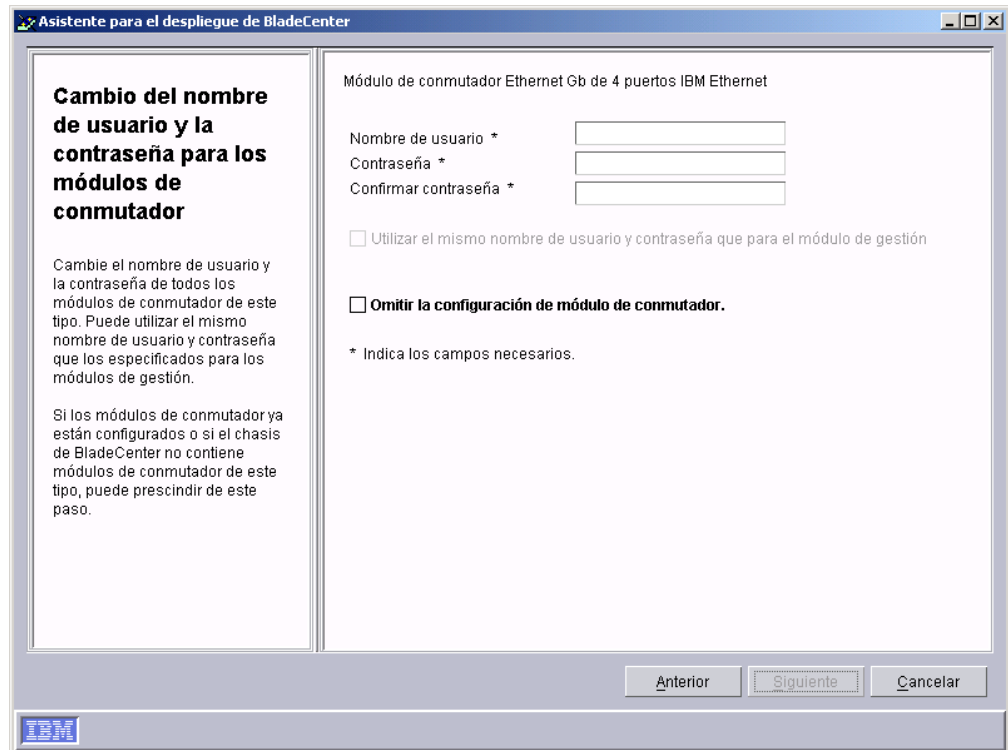 Asistente para el despliegue de BladeCenter
Cambio del nombre
de usuario y la
contraseña para los
módulos de
conmutador
Cambie el nombre de usuario y
la contraseña de todos los
módulos de conmutador de este
tipo. Puede utilizar el mismo
nombre de usuario y contraseña
que los especificados para los
módulos de gestión.
Si los módulos de conmutador ya
están configurados o si el chasis
de BladeCenter no contiene
módulos de conmutador de este
tipo, puede prescindir de este
paso.
Módulo de conmutador Ethernet Gb de 4 puertos IBM Ethernet
Nombre de usuario *
Contraseña *
Confirmar contraseña *
Utilizar el mismo nombre de usuario y contraseña que para el módulo de gestión
Omitir la configuración de módulo de conmutador.
* Indica los campos necesarios.
Anterior
Siguiente
Cancelar
IBM